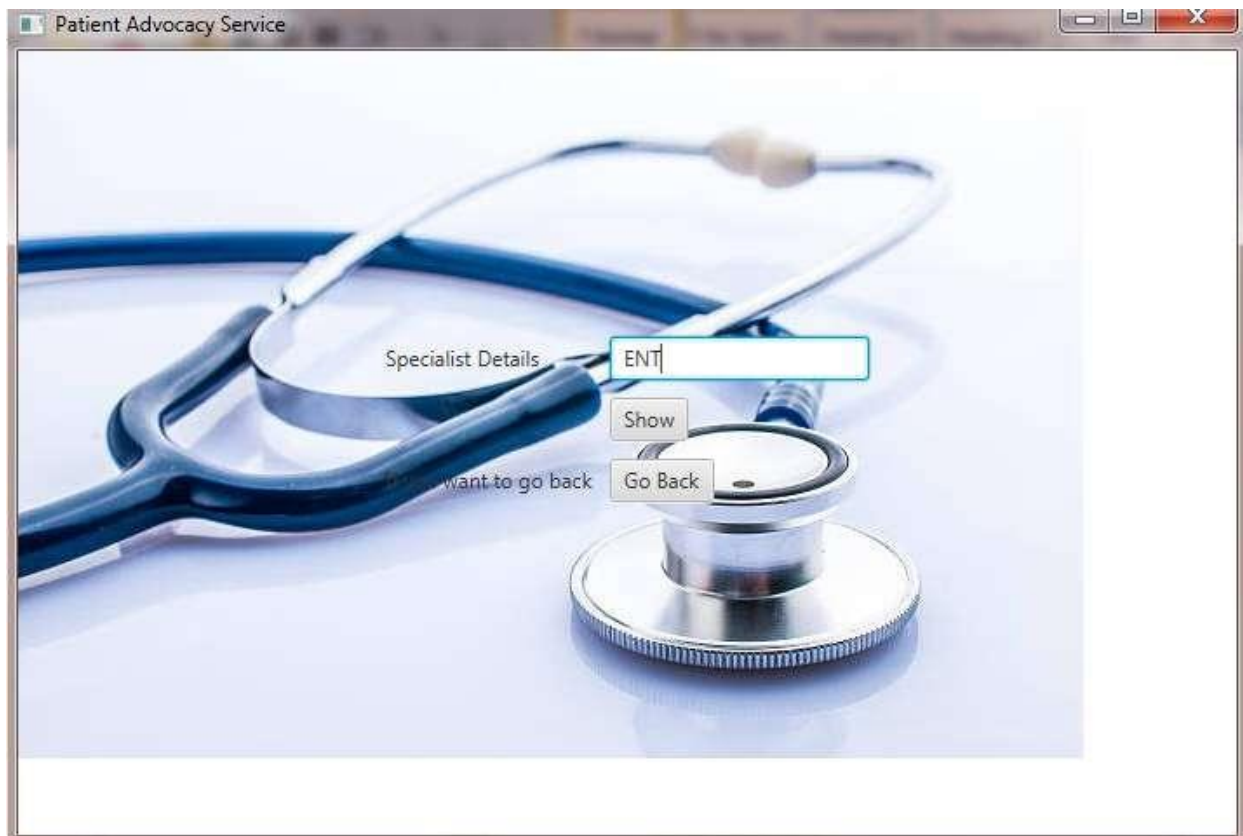 Patient Advocacy Service
Specialist Details ENT
Show
want to go back Go Back